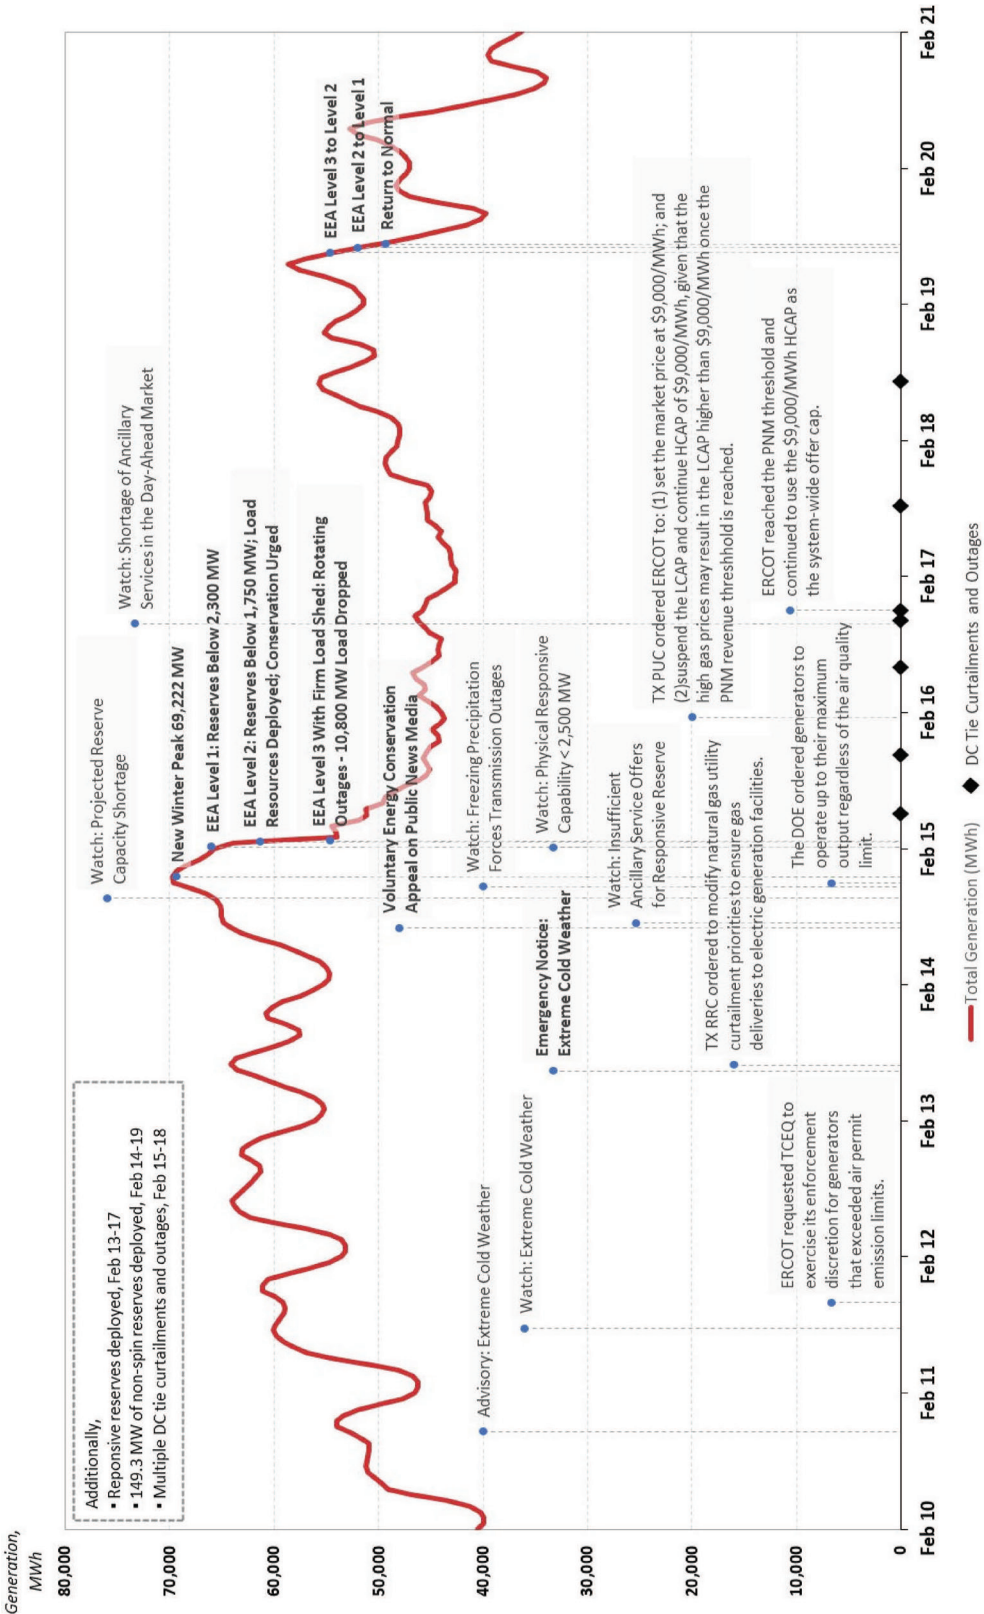 Generation,
MWh
80,000
70,000
60,000
50,000
40,000
30,000
20,000
10,000
0
Additionally,
▪ Reponsive reserves deployed, Feb 13-17
▪ 149.3 MW of non-spin reserves deployed, Feb 14-19
▪ Multiple DC tie curtailments and outages, Feb 15-18
Watch: Projected Reserve
Capacity Shortage
Watch: Shortage of Ancillary
Services in the Day-Ahead Market
New Winter Peak 69,222 MW
EEA Level 1: Reserves Below 2,300 MW
EEA Level 2: Reserves Below 1,750 MW; Load
Resources Deployed; Conservation Urged
EEA Level 3 With Firm Load Shed: Rotating
Outages - 10,800 MW Load Dropped
EEA Level 3 to Level 2
EEA Level 2 to Level 1
Return to Normal
Voluntary Energy Conservation
Appeal on Public News Media
Advisory: Extreme Cold Weather
Watch: Freezing Precipitation
Forces Transmission Outages
Watch: Extreme Cold Weather
Emergency Notice:
Extreme Cold Weather
Watch: Physical Responsive
Capability < 2,500 MW
Watch: Insufficient
Ancillary Service Offers
for Responsive Reserve
TX PUC ordered ERCOT to: (1) set the market price at $9,000/MWh; and
(2)suspend the LCAP and continue HCAP of $9,000/MWh, given that the
high gas prices may result in the LCAP higher than $9,000/MWh once the
PNM revenue threshhold is reached.
TX RRC ordered to modify natural gas utility
curtailment priorities to ensure gas
deliveries to electric generation facilities.
ERCOT requested TCEQ to
exercise its enforcement
discretion for generators
that exceeded air permit
emission limits.
The DOE ordered generators to
operate up to their maximum
output regardless of the air quality
limit.
ERCOT reached the PNM threshold and
continued to use the $9,000/MWH HCAP as
the system-wide offer cap.
Feb 10
Feb 11
Feb 12
Feb 13
Feb 14
Feb 15
Feb 16
Feb 17
Feb 18
Feb 19
Feb 20
Feb 21
Total Generation (MWh)
DC Tie Curtailments and Outages